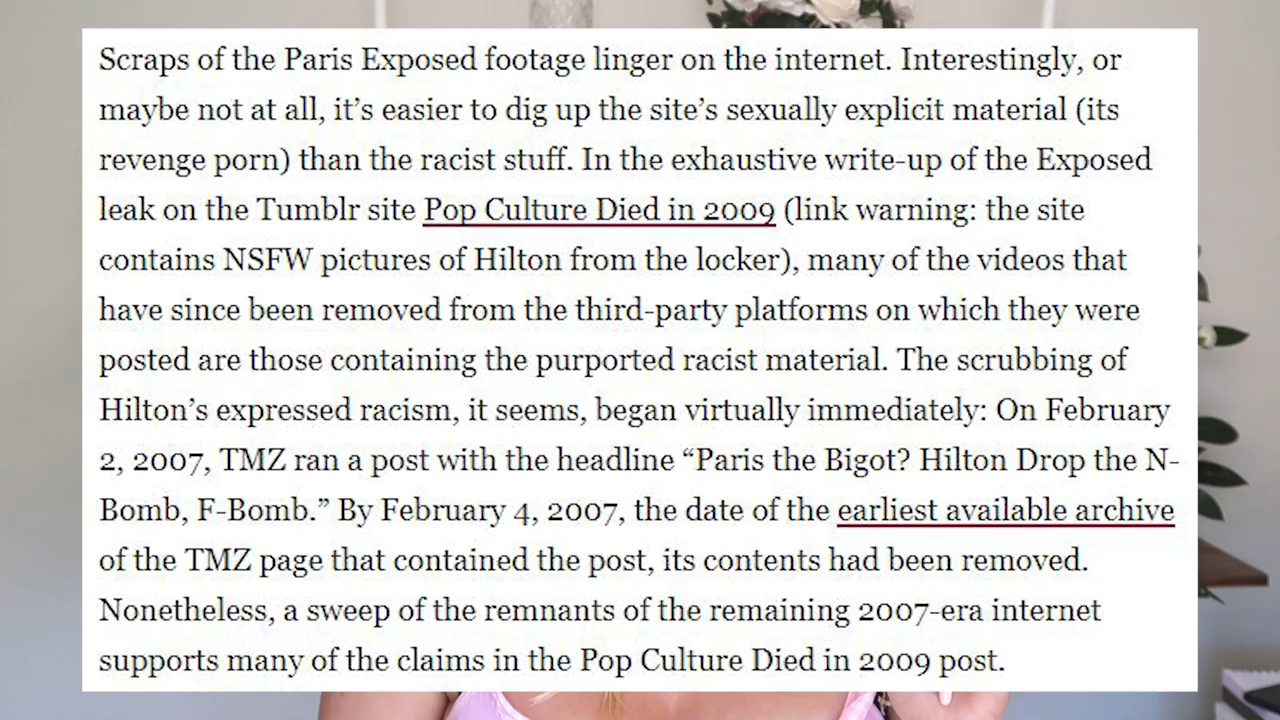 Scraps of the Paris Exposed footage linger on the internet. Interestingly, or
maybe not at all, it’s easier to dig up the site’s sexually explicit material (its
revenge porn) than the racist stuff. In the exhaustive write-up of the Exposed
leak on the Tumblr site Pop Culture Died in 2009 (link warning: the site
contains NSFW pictures of Hilton from the locker), many of the videos that
have since been removed from the third-party platforms on which they were
posted are those containing the purported racist material. The scrubbing of
Hilton’s expressed racism, it seems, began virtually immediately: On February
2, 2007, TMZ ran a post with the headline “Paris the Bigot? Hilton Drop the N-
Bomb, F-Bomb.” By February 4, 2007, the date of the earliest available archive
of the TMZ page that contained the post, its contents had been removed.
Nonetheless, a sweep of the remnants of the remaining 2007-era internet
supports many of the claims in the Pop Culture Died in 2009 post.